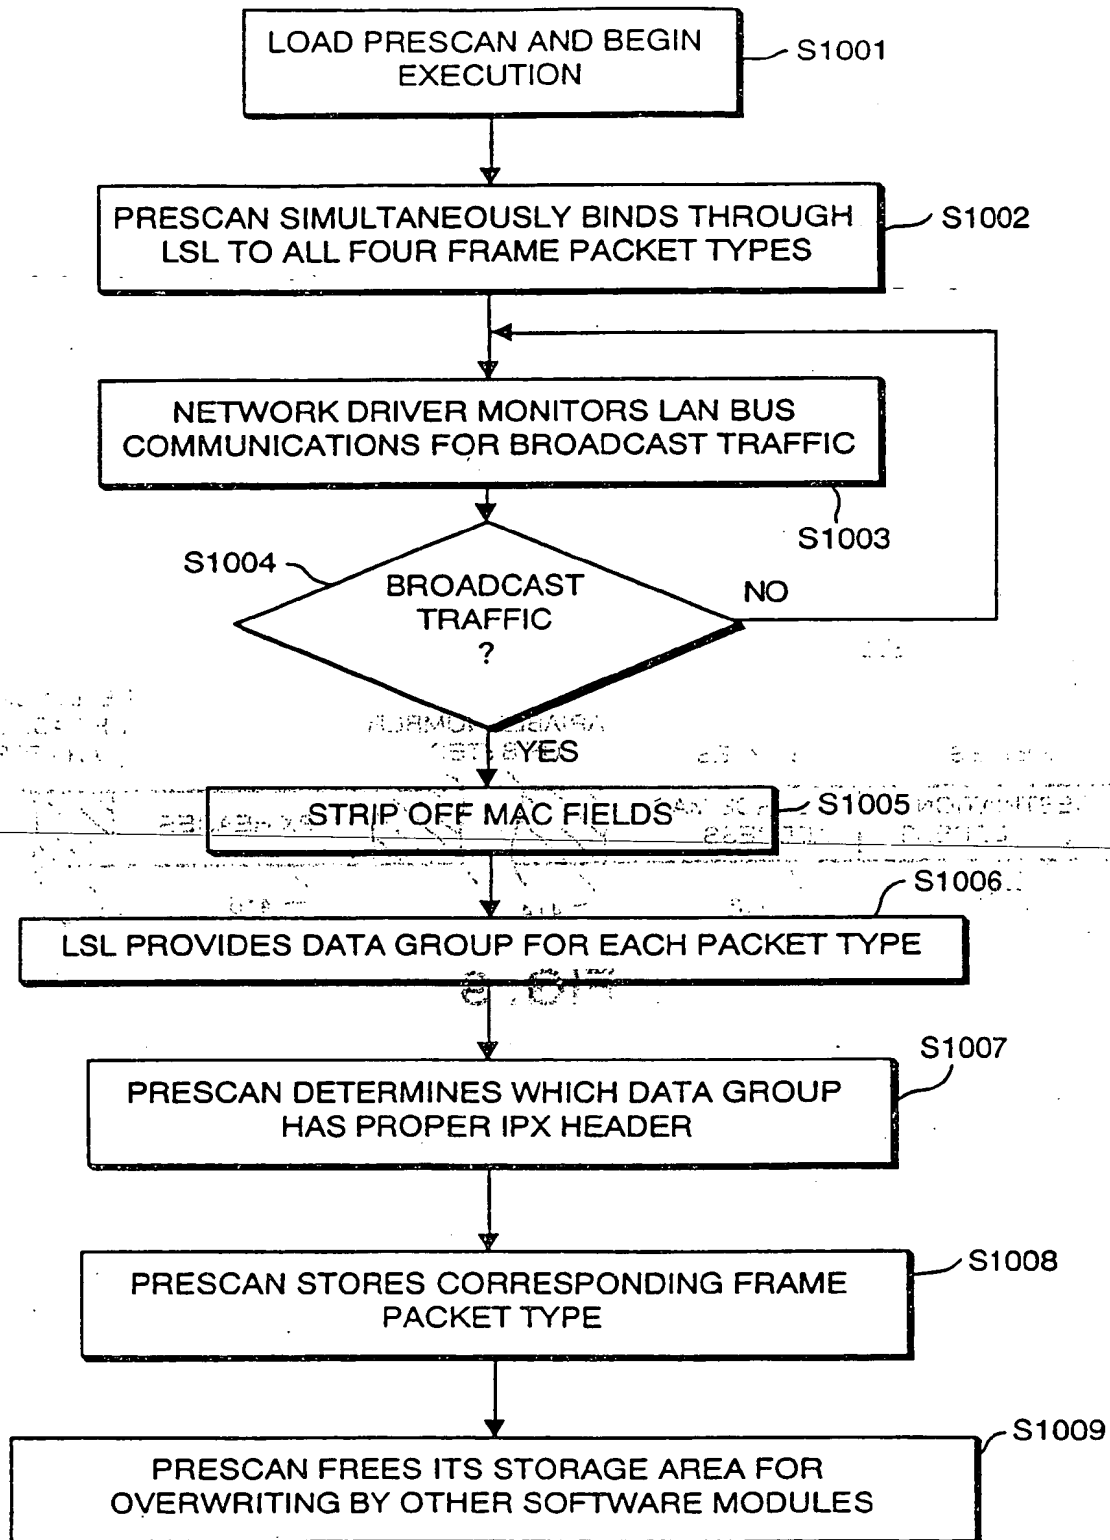 LOAD PRESCAN AND BEGIN
EXECUTION
S1001
PRESCAN SIMULTANEOUSLY BINDS THROUGH
LSL TO ALL FOUR FRAME PACKET TYPES
S1002
NETWORK DRIVER MONITORS LAN BUS
COMMUNICATIONS FOR BROADCAST TRAFFIC
S1003
S1004
BROADCAST
TRAFFIC
?
NO
YES
STRIP OFF MAC FIELDS
S1005
S1006
LSL PROVIDES DATA GROUP FOR EACH PACKET TYPE
S1007
PRESCAN DETERMINES WHICH DATA GROUP
HAS PROPER IPX HEADER
PRESCAN STORES CORRESPONDING FRAME
PACKET TYPE
S1008
S1009
PRESCAN FREES ITS STORAGE AREA FOR
OVERWRITING BY OTHER SOFTWARE MODULES